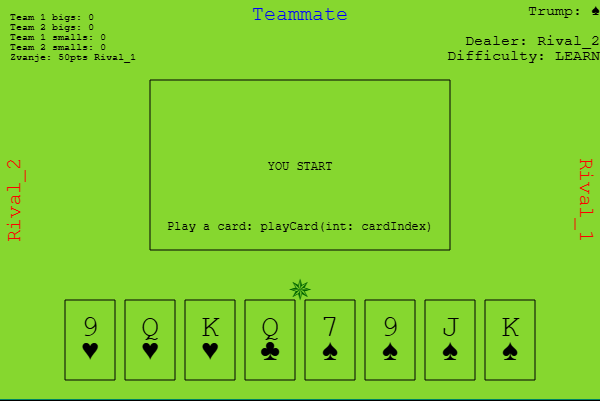 Team 1 bigs: 0
Team 2 bigs: 0
Team 1 smalls: 0
Team 2 smalls: 0
Zvanje: 50pts Rival_1
Teammate
Trump: ♠
Dealer: Rival_2
Difficulty: LEARN
Rival_2
YOU START
Play a card: playCard(int: cardIndex)
Rival_1
9 Q K Q 7 9 J K
♥ ♥ ♥ ♣ ♠ ♠ ♠ ♠